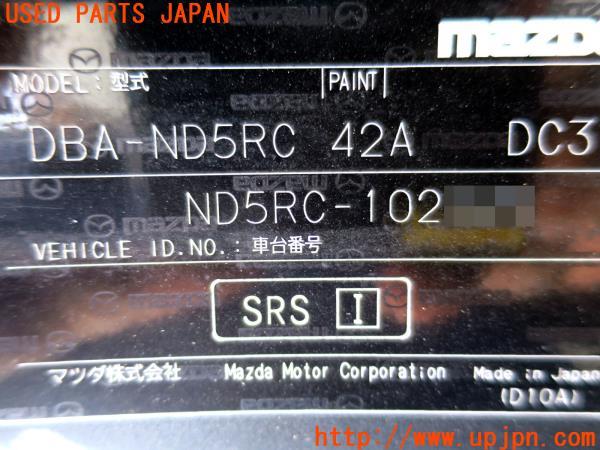 USED PARTS JAPAN
mazda
MODEL:型式 PAINT
DBA-ND5RC 42A DC3
ND5RC-102
VEHICLE ID.NO.:車台番号
SRS I
マツダ株式会社 Mazda Motor Corporation Made in Japan
(D10A)
http://www.upjpn.com/